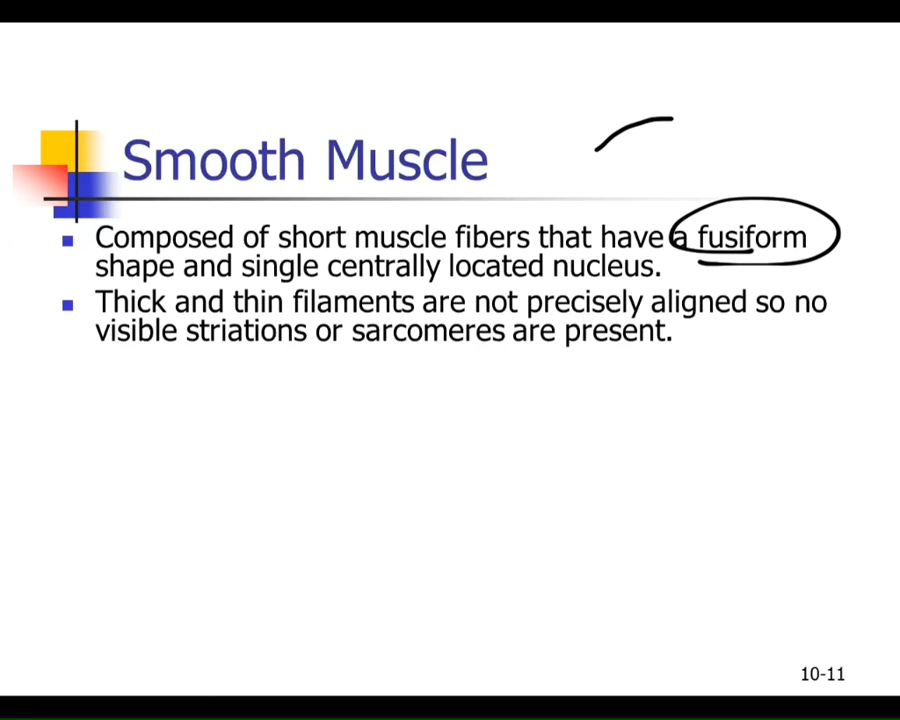 Smooth Muscle
Composed of short muscle fibers that have a fusiform
shape and single centrally located nucleus.
Thick and thin filaments are not precisely aligned so no
visible striations or sarcomeres are present.
10-11